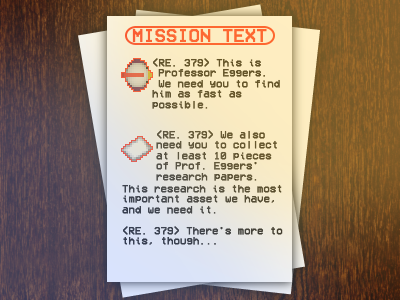 MISSION TEXT
<RE. 379> This is
Professor Eggers.
We need you to find
him as fast as
possible.
<RE. 379> We also
need you to collect
at least 10 pieces
of Prof. Eggers'
research papers.
This research is the most
important asset we have,
and we need it.
<RE. 379> There's more to
this, though...